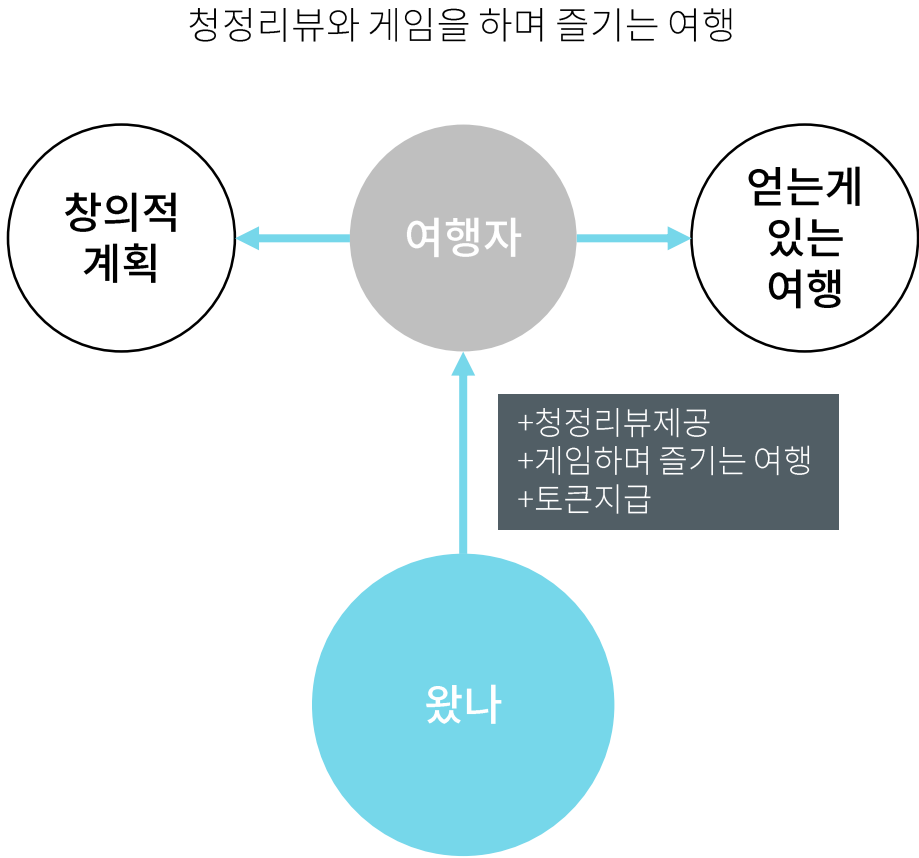 청정리뷰와 게임을 하며 즐기는 여행
창의적
계획
여행자
얻는게
있는
여행
+청정리뷰제공
+게임하며 즐기는 여행
+토큰지급
왔나